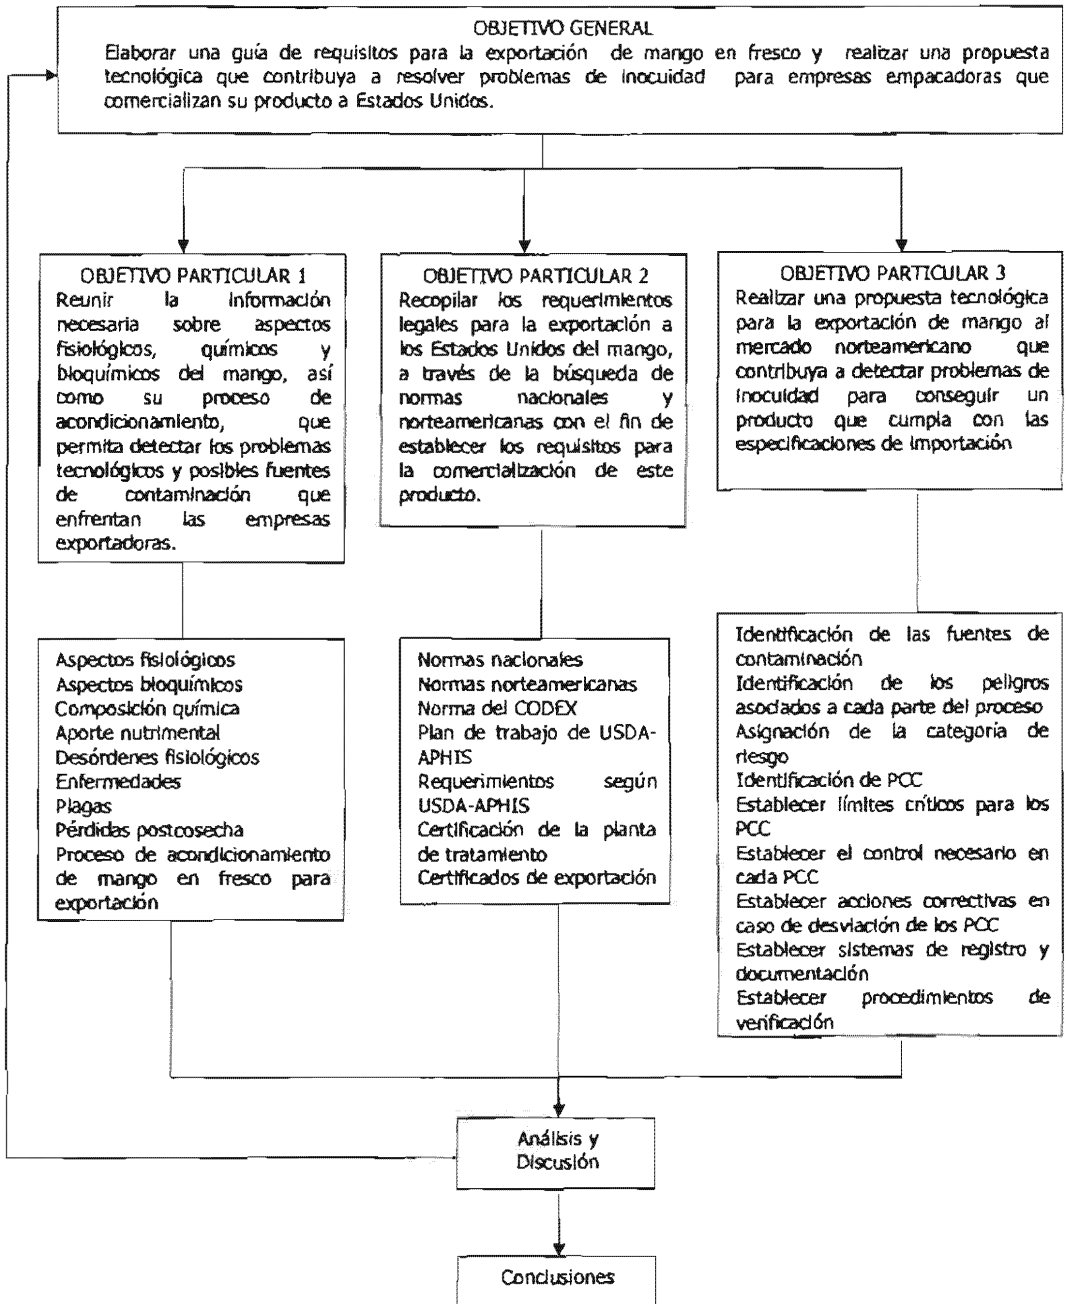 OBJETIVO GENERAL
Elaborar una guía de requisitos para la exportación de mango en fresco y realizar una propuesta
tecnológica que contribuya a resolver problemas de inocuidad para empresas empacadoras que
comercializan su producto a Estados Unidos.
OBJETIVO PARTICULAR 1
Reunir la información
necesaria sobre aspectos
fisiológicos, químicos y
bioquímicos del mango, así
como su proceso de
acondicionamiento, que
permita detectar los problemas
tecnológicos y posibles fuentes
de contaminación que
enfrentan las empresas
exportadoras.
OBJETIVO PARTICULAR 2
Recopilar los requerimientos
legales para la exportación a
los Estados Unidos del mango,
a través de la búsqueda de
normas nacionales y
norteamericanas con el fin de
establecer los requisitos para
la comercialización de este
producto.
OBJETIVO PARTICULAR 3
Realizar una propuesta tecnológica
para la exportación de mango al
mercado norteamericano que
contribuya a detectar problemas de
inocuidad para conseguir un
producto que cumpla con las
especificaciones de importación
Aspectos fisiológicos
Aspectos bioquímicos
Composición química
Aporte nutrimental
Desórdenes fisiológicos
Enfermedades
Plagas
Pérdidas postcosecha
Proceso de acondicionamiento
de mango en fresco para
exportación
Normas nacionales
Normas norteamericanas
Norma del CODEX
Plan de trabajo de USDA-
APHIS
Requerimientos según
USDA-APHIS
Certificación de la planta
de tratamiento
Certificados de exportación
Identificación de las fuentes de
contaminación
Identificación de los peligros
asociados a cada parte del proceso
Asignación de la categoría de
riesgo
Identificación de PCC
Establecer límites críticos para los
PCC
Establecer el control necesario en
cada PCC
Establecer acciones correctivas en
caso de desviación de los PCC
Establecer sistemas de registro y
documentación
Establecer procedimientos de
verificación
Análisis y
Discusión
Conclusiones